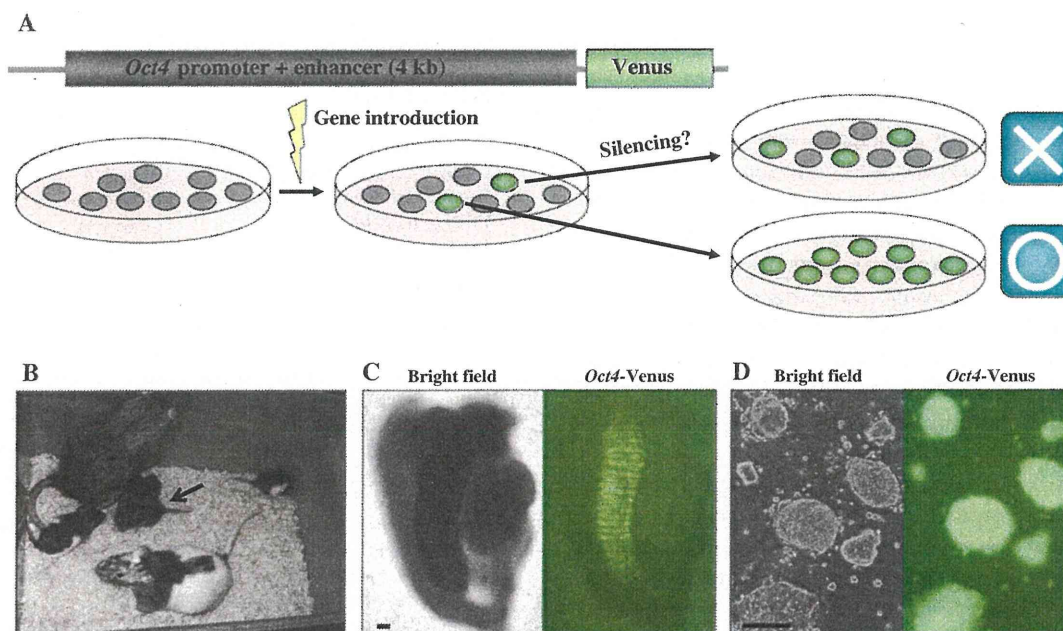 A
Oct4 promoter + enhancer (4 kb)
Venus
Gene introduction
Silencing?
B
C
Bright field
Oct4-Venus
D
Bright field
Oct4-Venus